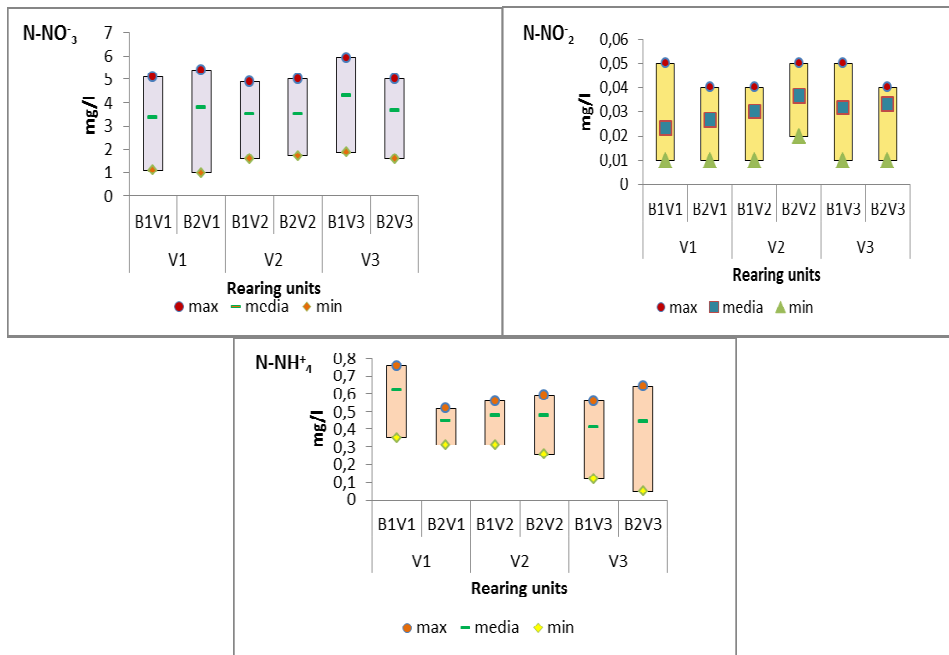 N-NO⁻₃
mg/l
7
6
5
4
3
2
1
0
B1V1 B2V1 B1V2 B2V2 B1V3 B2V3
V1 V2 V3
Rearing units
max media min
N-NO⁻₂
mg/l
0,06
0,05
0,04
0,03
0,02
0,01
0
B1V1 B2V1 B1V2 B2V2 B1V3 B2V3
V1 V2 V3
Rearing units
max media min
N-NH⁺₄
mg/l
0,8
0,7
0,6
0,5
0,4
0,3
0,2
0,1
0
B1V1 B2V1 B1V2 B2V2 B1V3 B2V3
V1 V2 V3
Rearing units
max media min